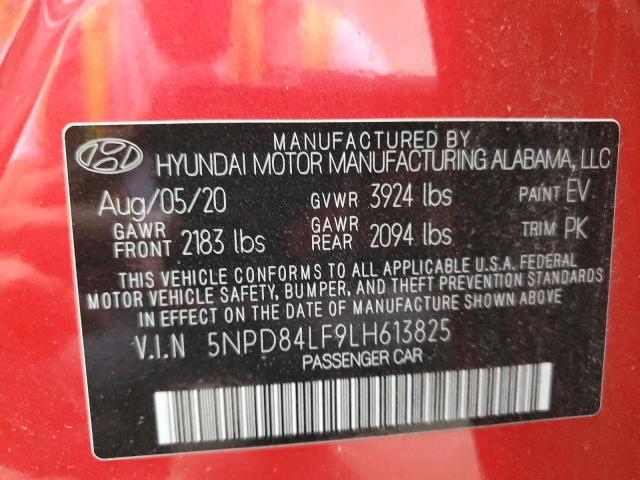 MANUFACTURED BY
HYUNDAI MOTOR MANUFACTURING ALABAMA, LLC
Aug/05/20 GVWR 3924 lbs PAINT EV
GAWR FRONT 2183 lbs GAWR REAR 2094 lbs TRIM PK
THIS VEHICLE CONFORMS TO ALL APPLICABLE U.S.A. FEDERAL
MOTOR VEHICLE SAFETY, BUMPER, AND THEFT PREVENTION STANDARDS
IN EFFECT ON THE DATE OF MANUFACTURE SHOWN ABOVE
V.I.N 5NPD84LF9LH613825
PASSENGER CAR